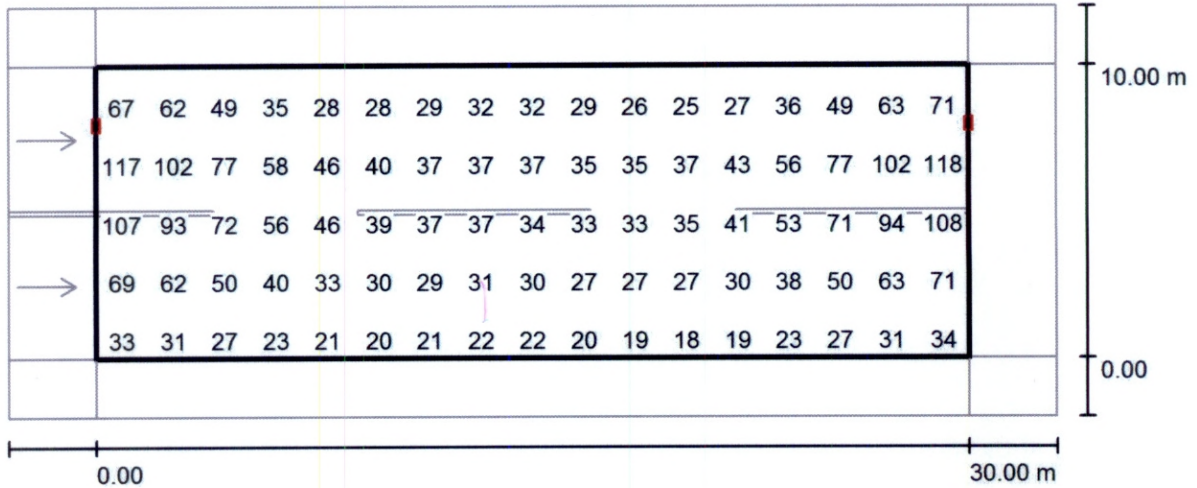 10.00 m
67 62 49 35 28 28 29 32 32 29 26 25 27 36 49 63 71
117 102 77 58 46 40 37 37 37 35 35 37 43 56 77 102 118
107 93 72 56 46 39 37 37 34 33 33 35 41 53 71 94 108
69 62 50 40 33 30 29 31 30 27 27 27 30 38 50 63 71
33 31 27 23 21 20 21 22 22 20 19 18 19 23 27 31 34
0.00
0.00 30.00 m